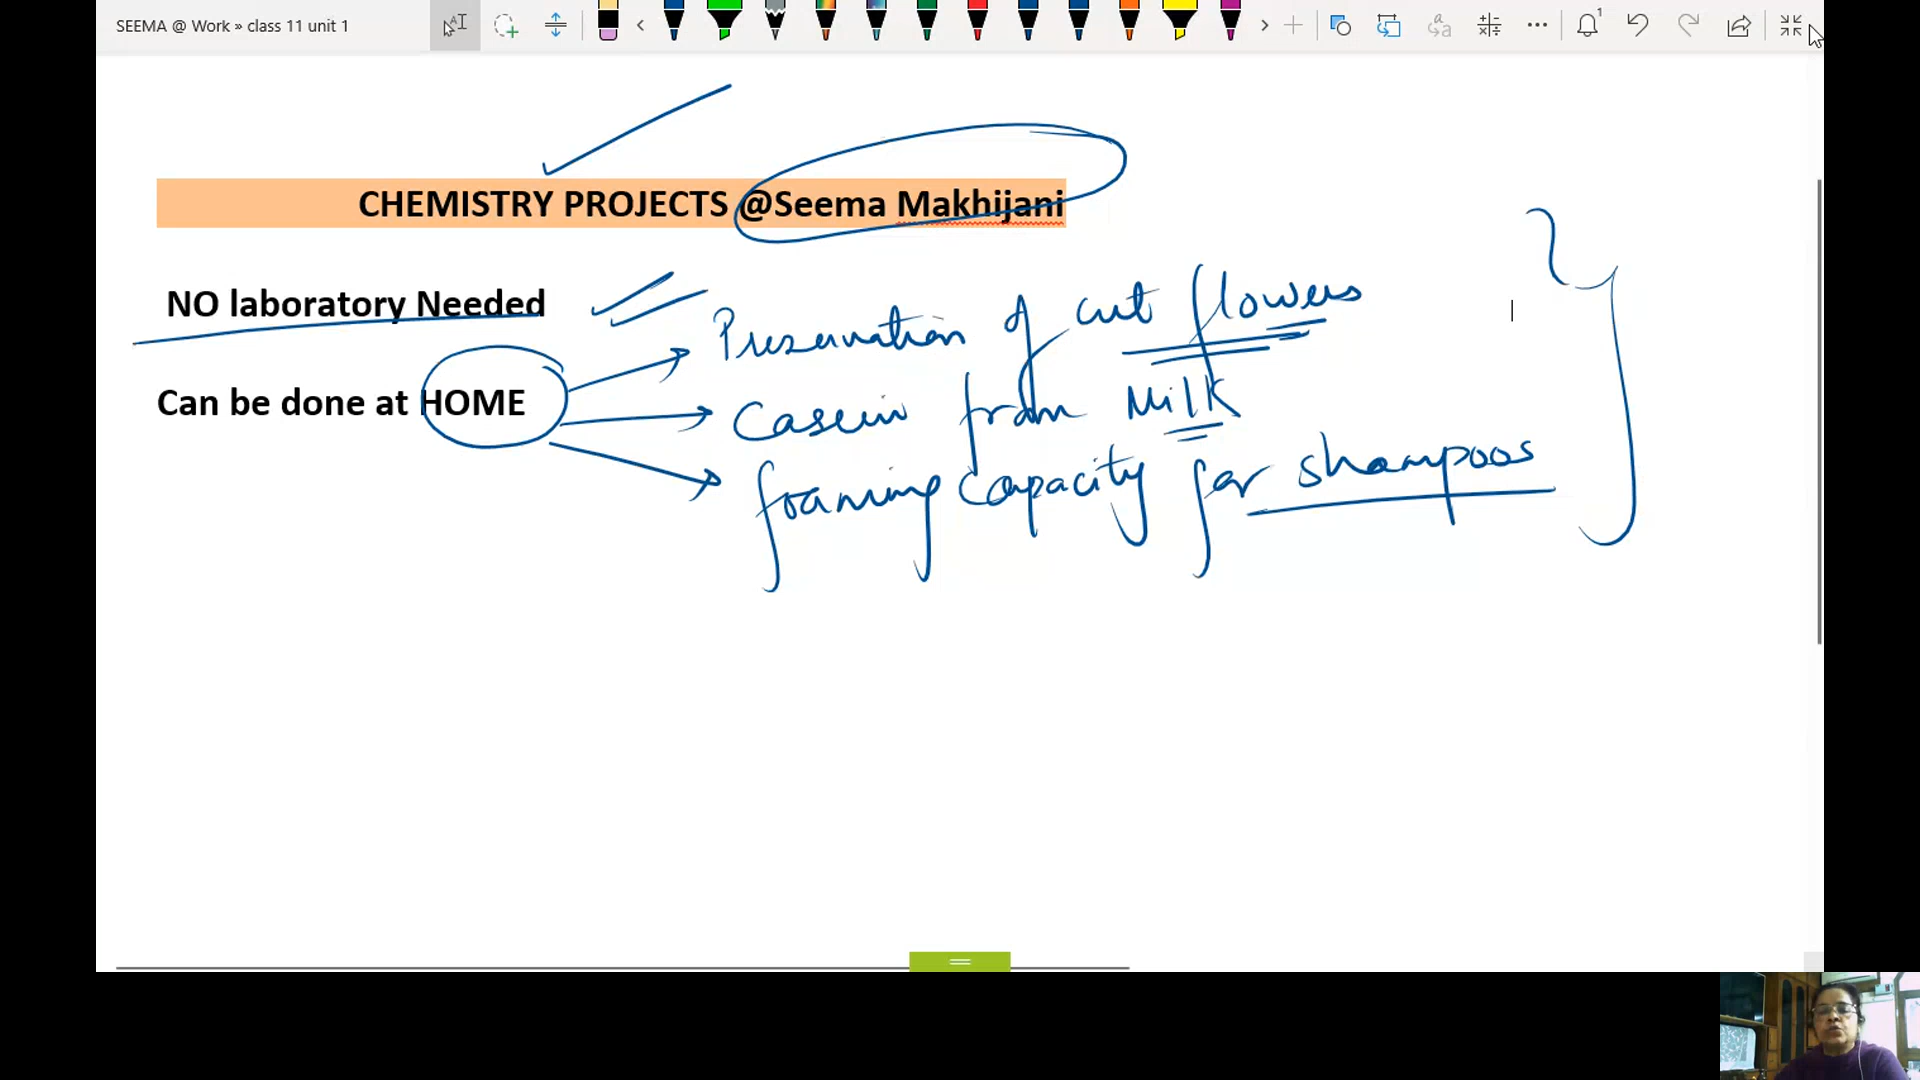 SEEMA @ Work » class 11 unit 1
1
CHEMISTRY PROJECTS @Seema Makhijani
NO laboratory Needed
Preservation of cut flowers
Can be done at HOME
Casein from Milk
foaming capacity for shampoos